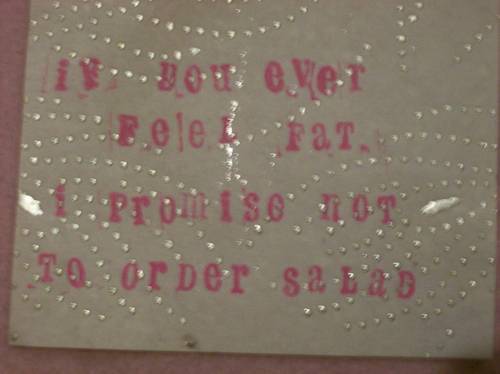 iF you eVer
FeeL FaT.
i PromiSe noT
To orDer saLaD